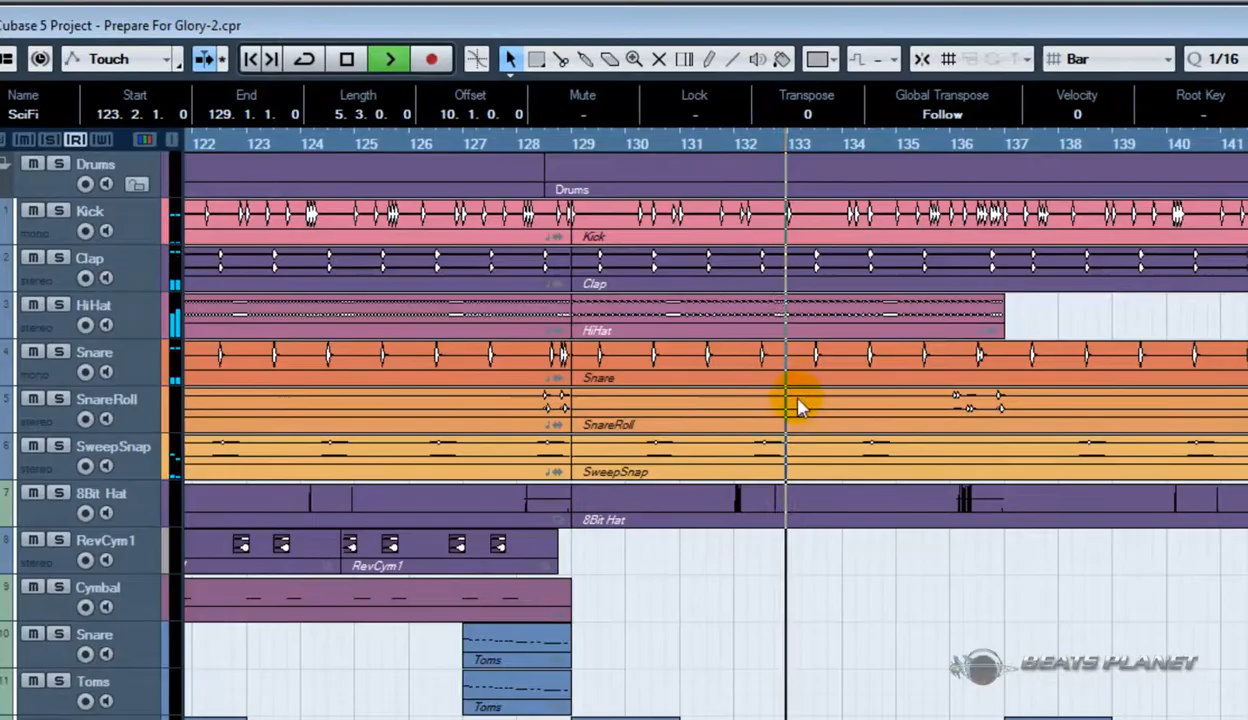 Cubase 5 Project - Prepare For Glory-2.cpr
Touch
Bar
Q 1/16
Name Start End Length Offset Mute Lock Transpose Global Transpose Velocity Root Key
SciFi 123. 2. 1. 0 129. 1. 1. 0 5. 3. 0. 0 10. 1. 0. 0 - - 0 Follow 0 -
m S R W
122 123 124 125 126 127 128 129 130 131 132 133 134 135 136 137 138 139 140 141
m S Drums
Drums
1 m S Kick
mono
Kick
2 m S Clap
stereo
Clap
3 m S HiHat
stereo
HiHat
4 m S Snare
mono
Snare
5 m S SnareRoll
stereo
SnareRoll
6 m S SweepSnap
stereo
SweepSnap
7 m S 8Bit Hat
8Bit Hat
8 m S RevCym1
stereo
RevCym1
9 m S Cymbal
10 m S Snare
Toms
BEATS PLANET
11 m S Toms
Toms